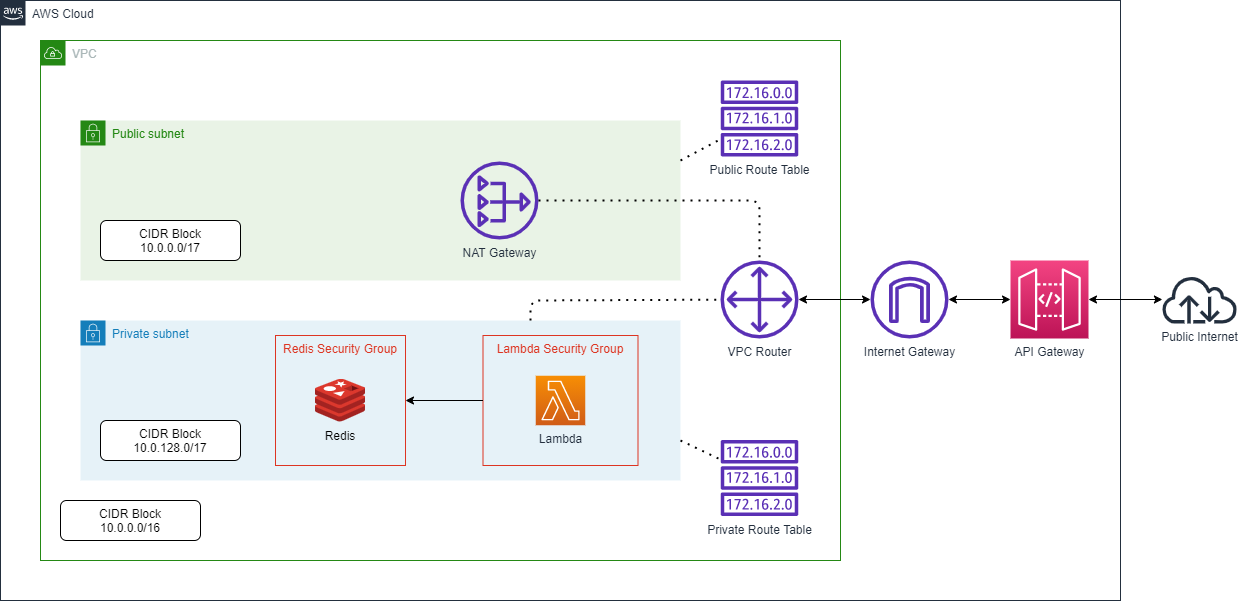 aws
AWS Cloud
VPC
172.16.0.0
172.16.1.0
172.16.2.0
Public Route Table
Public subnet
NAT Gateway
CIDR Block
10.0.0.0/17
VPC Router
Internet Gateway
</>
API Gateway
Public Internet
Private subnet
Redis Security Group
Redis
Lambda Security Group
Lambda
CIDR Block
10.0.128.0/17
172.16.0.0
172.16.1.0
172.16.2.0
Private Route Table
CIDR Block
10.0.0.0/16